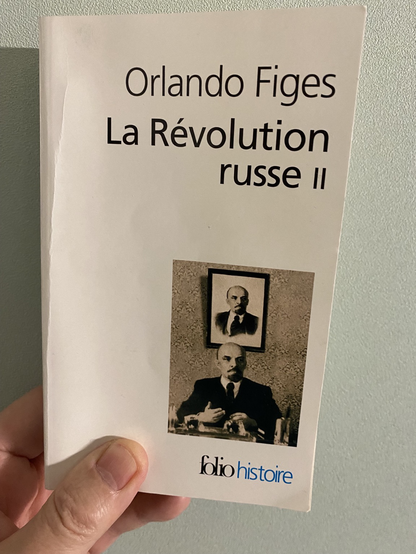 Orlando Figes
La Révolution
russe II
folio histoire